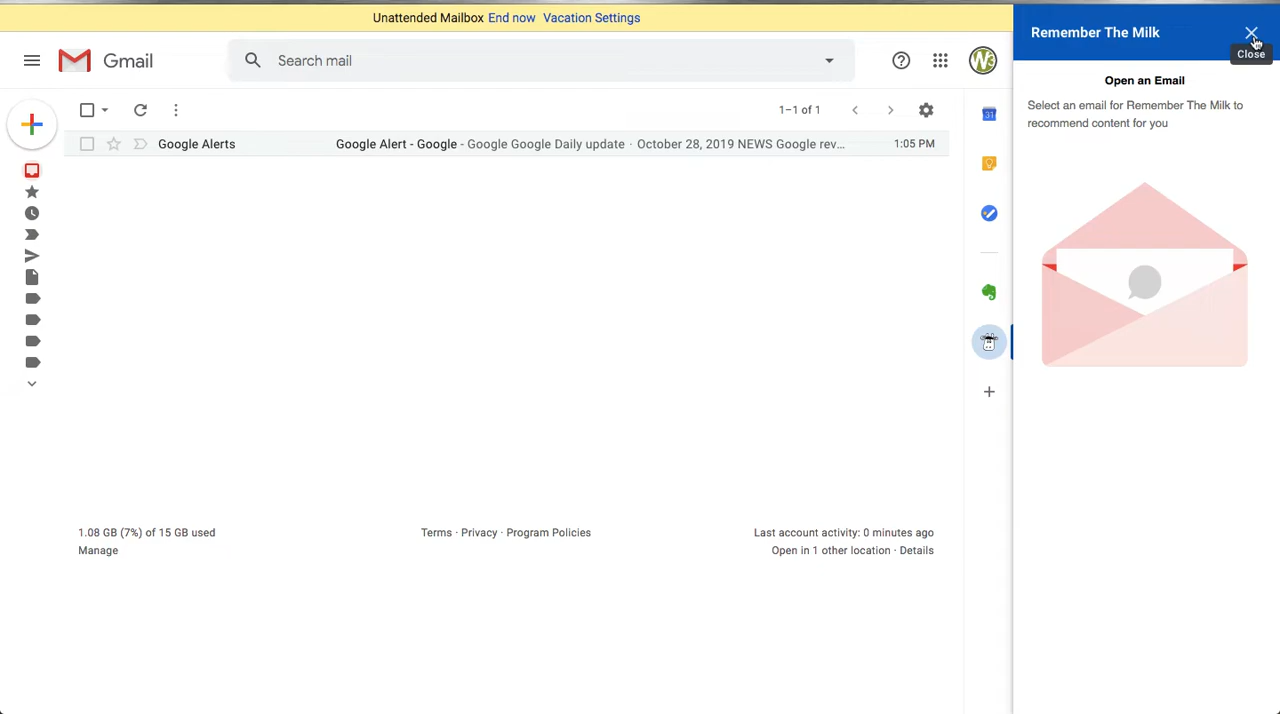 Unattended Mailbox End now Vacation Settings
Remember The Milk
Close
Gmail
Search mail
Open an Email
Select an email for Remember The Milk to
recommend content for you
1–1 of 1
31
Google Alerts Google Alert - Google - Google Google Daily update · October 28, 2019 NEWS Google rev… 1:05 PM
1.08 GB (7%) of 15 GB used
Manage
Terms · Privacy · Program Policies
Last account activity: 0 minutes ago
Open in 1 other location · Details